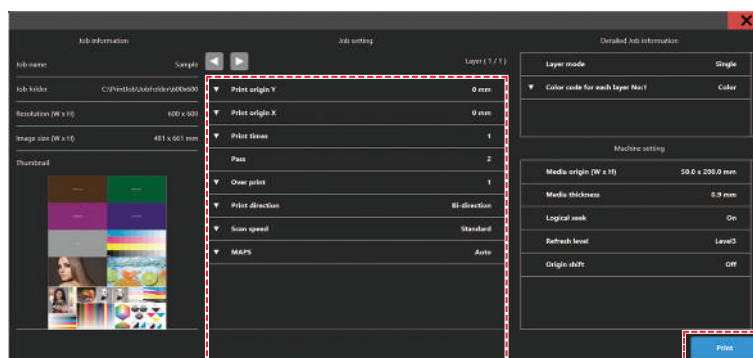 Job information
Job name Sample
Job folder C:\PrintJob\JobFolder\600x600
Resolution (W x H) 600 x 600
Image size (W x H) 481 x 661 mm
Thumbnail
Job setting
Layer ( 1 / 1 )
Print origin Y 0 mm
Print origin X 0 mm
Print times 1
Pass 2
Over print 1
Print direction Bi-direction
Scan speed Standard
MAPS Auto
Detailed Job information
Layer mode Single
Color code for each layer No:1 Color
Machine setting
Media origin (W x H) 50.0 x 200.0 mm
Media thickness 0.9 mm
Logical seek On
Refresh level Level3
Origin shift Off
Print